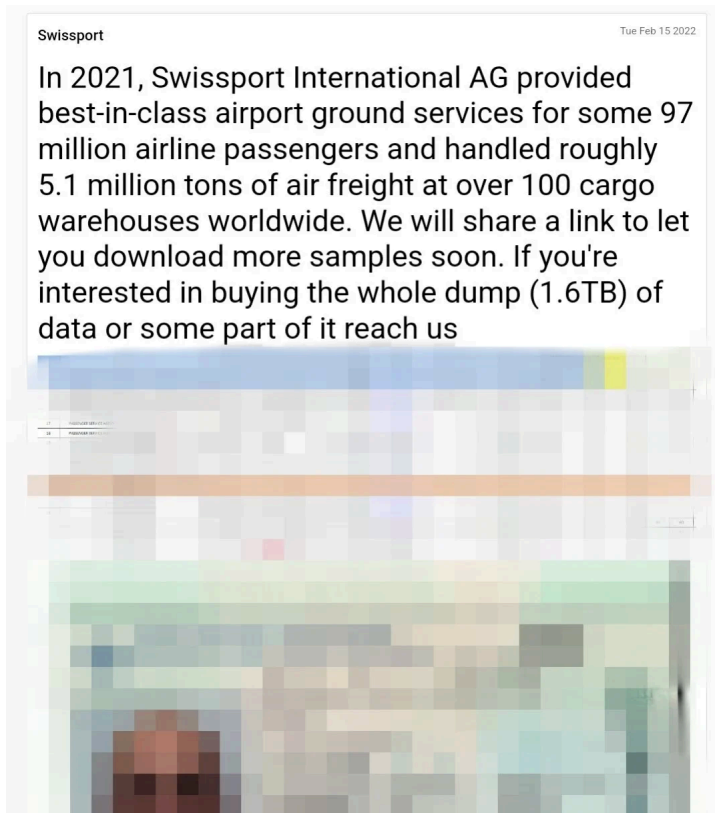 Swissport
Tue Feb 15 2022
In 2021, Swissport International AG provided
best-in-class airport ground services for some 97
million airline passengers and handled roughly
5.1 million tons of air freight at over 100 cargo
warehouses worldwide. We will share a link to let
you download more samples soon. If you're
interested in buying the whole dump (1.6TB) of
data or some part of it reach us